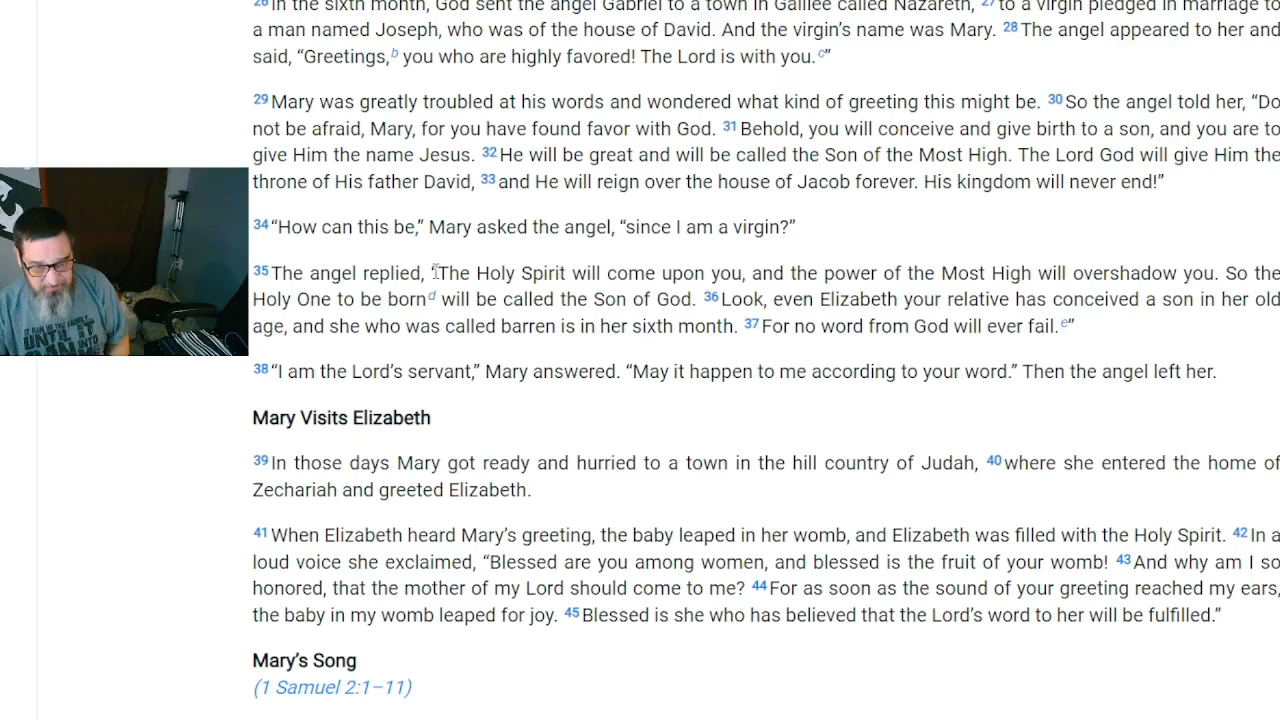 26 In the sixth month, God sent the angel Gabriel to a town in Galilee called Nazareth, 27 to a virgin pledged in marriage to
a man named Joseph, who was of the house of David. And the virgin’s name was Mary. 28 The angel appeared to her and
said, “Greetings,b you who are highly favored! The Lord is with you.c”
29 Mary was greatly troubled at his words and wondered what kind of greeting this might be. 30 So the angel told her, “Do
not be afraid, Mary, for you have found favor with God. 31 Behold, you will conceive and give birth to a son, and you are to
give Him the name Jesus. 32 He will be great and will be called the Son of the Most High. The Lord God will give Him the
throne of His father David, 33 and He will reign over the house of Jacob forever. His kingdom will never end!”
34 “How can this be,” Mary asked the angel, “since I am a virgin?”
35 The angel replied, “The Holy Spirit will come upon you, and the power of the Most High will overshadow you. So the
Holy One to be bornd will be called the Son of God. 36 Look, even Elizabeth your relative has conceived a son in her old
age, and she who was called barren is in her sixth month. 37 For no word from God will ever fail.e”
38 “I am the Lord’s servant,” Mary answered. “May it happen to me according to your word.” Then the angel left her.
Mary Visits Elizabeth
39 In those days Mary got ready and hurried to a town in the hill country of Judah, 40 where she entered the home of
Zechariah and greeted Elizabeth.
41 When Elizabeth heard Mary’s greeting, the baby leaped in her womb, and Elizabeth was filled with the Holy Spirit. 42 In a
loud voice she exclaimed, “Blessed are you among women, and blessed is the fruit of your womb! 43 And why am I so
honored, that the mother of my Lord should come to me? 44 For as soon as the sound of your greeting reached my ears,
the baby in my womb leaped for joy. 45 Blessed is she who has believed that the Lord’s word to her will be fulfilled.”
Mary’s Song
(1 Samuel 2:1–11)
IT RAN IN THE FAMILY
UNTIL IT
RAN INTO